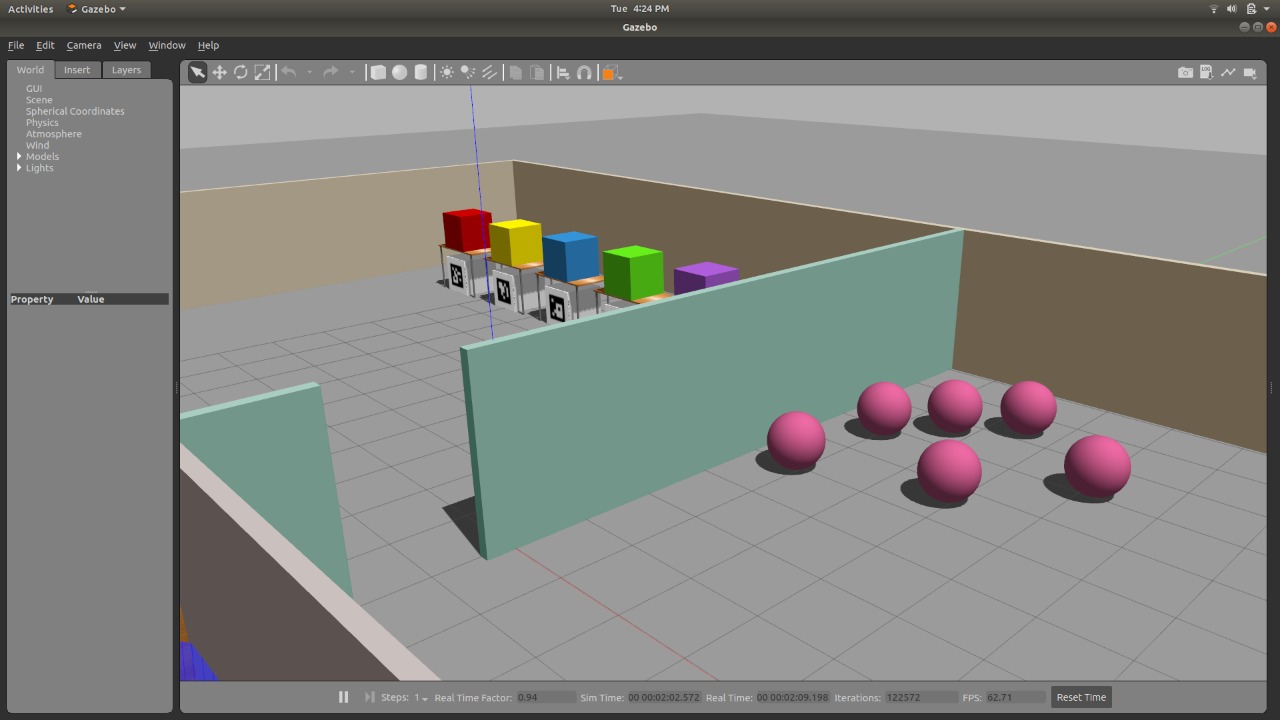 Activities Gazebo Tue 4:24 PM
Gazebo
File Edit Camera View Window Help
World Insert Layers
GUI
Scene
Spherical Coordinates
Physics
Atmosphere
Wind
Models
Lights
Property Value
Steps: 1 Real Time Factor: 0.94 Sim Time: 00 00:02:02.572 Real Time: 00 00:02:09.198 Iterations: 122572 FPS: 62.71 Reset Time